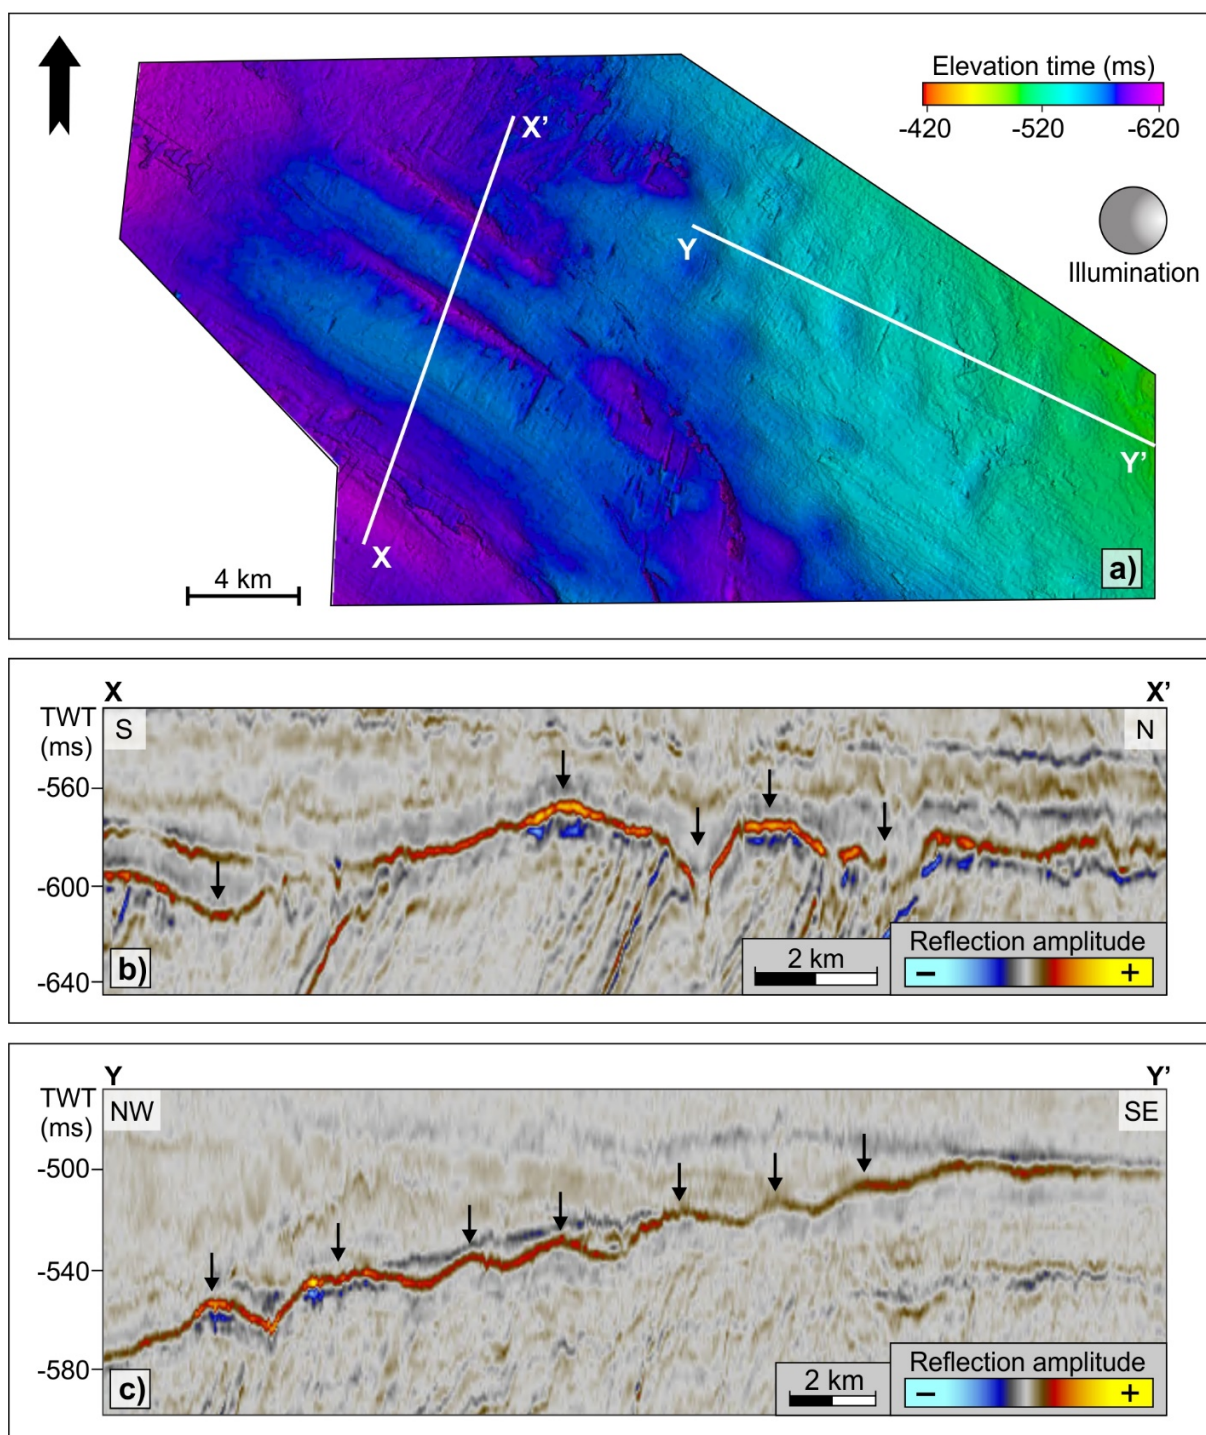 Elevation time (ms)
-420 -520 -620
X'
Y
Illumination
Y'
X
4 km
a)
X X'
TWT
(ms)
S N
-560
-600
-640
b)
2 km
Reflection amplitude
− +
Y Y'
TWT
(ms)
NW SE
-500
-540
-580
c)
2 km
Reflection amplitude
− +